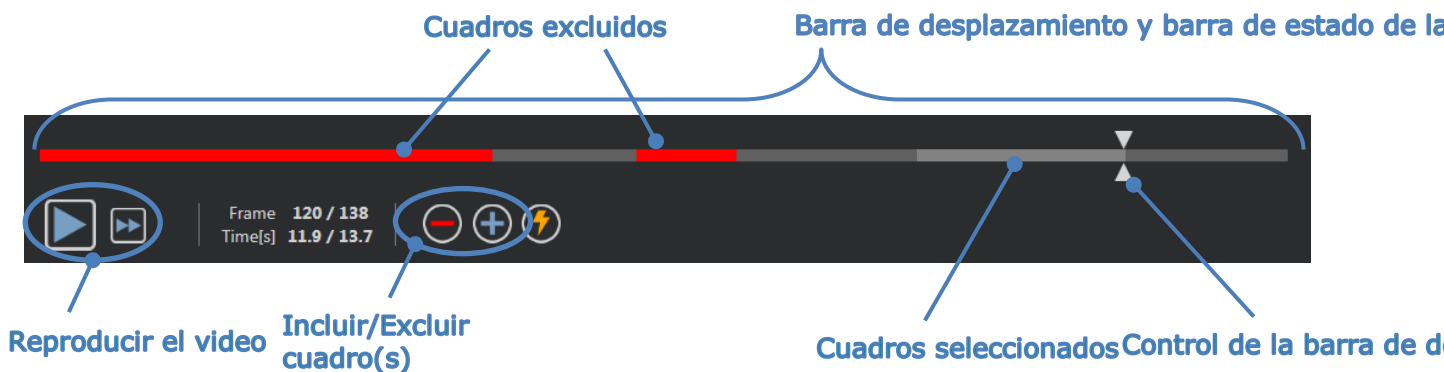 Cuadros excluidos
Barra de desplazamiento y barra de estado de la
Frame 120 / 138
Time[s] 11.9 / 13.7
Reproducir el video
Incluir/Excluir
cuadro(s)
Cuadros seleccionados
Control de la barra de